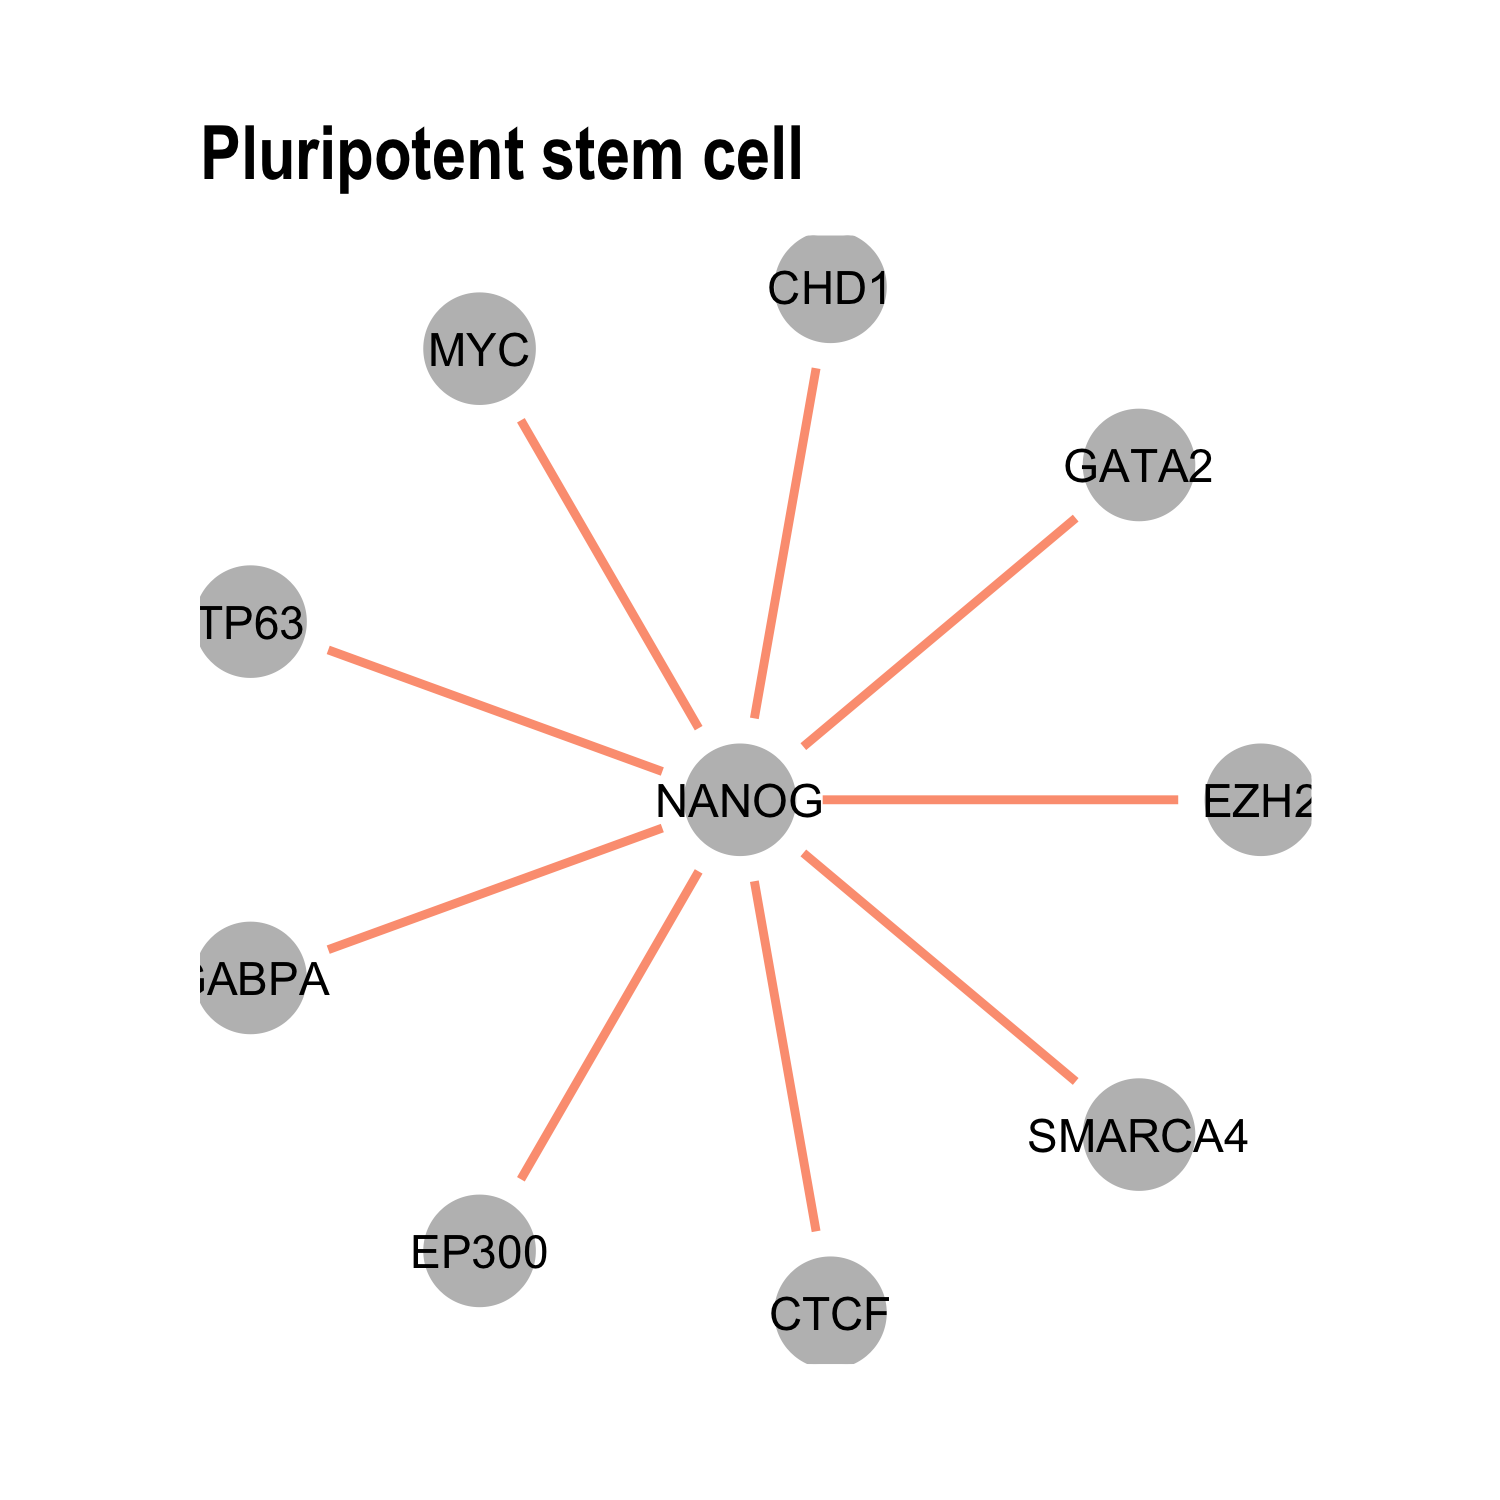 Pluripotent stem cell
CHD1
MYC
GATA2
TP63
NANOG
EZH2
GABPA
SMARCA4
EP300
CTCF